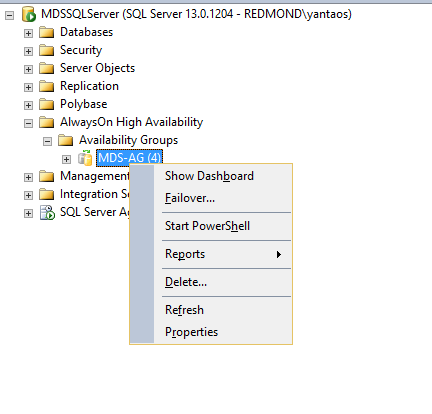 MDSSQLServer (SQL Server 13.0.1204 - REDMOND\yantaos)
Databases
Security
Server Objects
Replication
Polybase
AlwaysOn High Availability
Availability Groups
MDS-AG (4)
Management
Integration Se
SQL Server Ag
Show Dashboard
Failover...
Start PowerShell
Reports
Delete...
Refresh
Properties